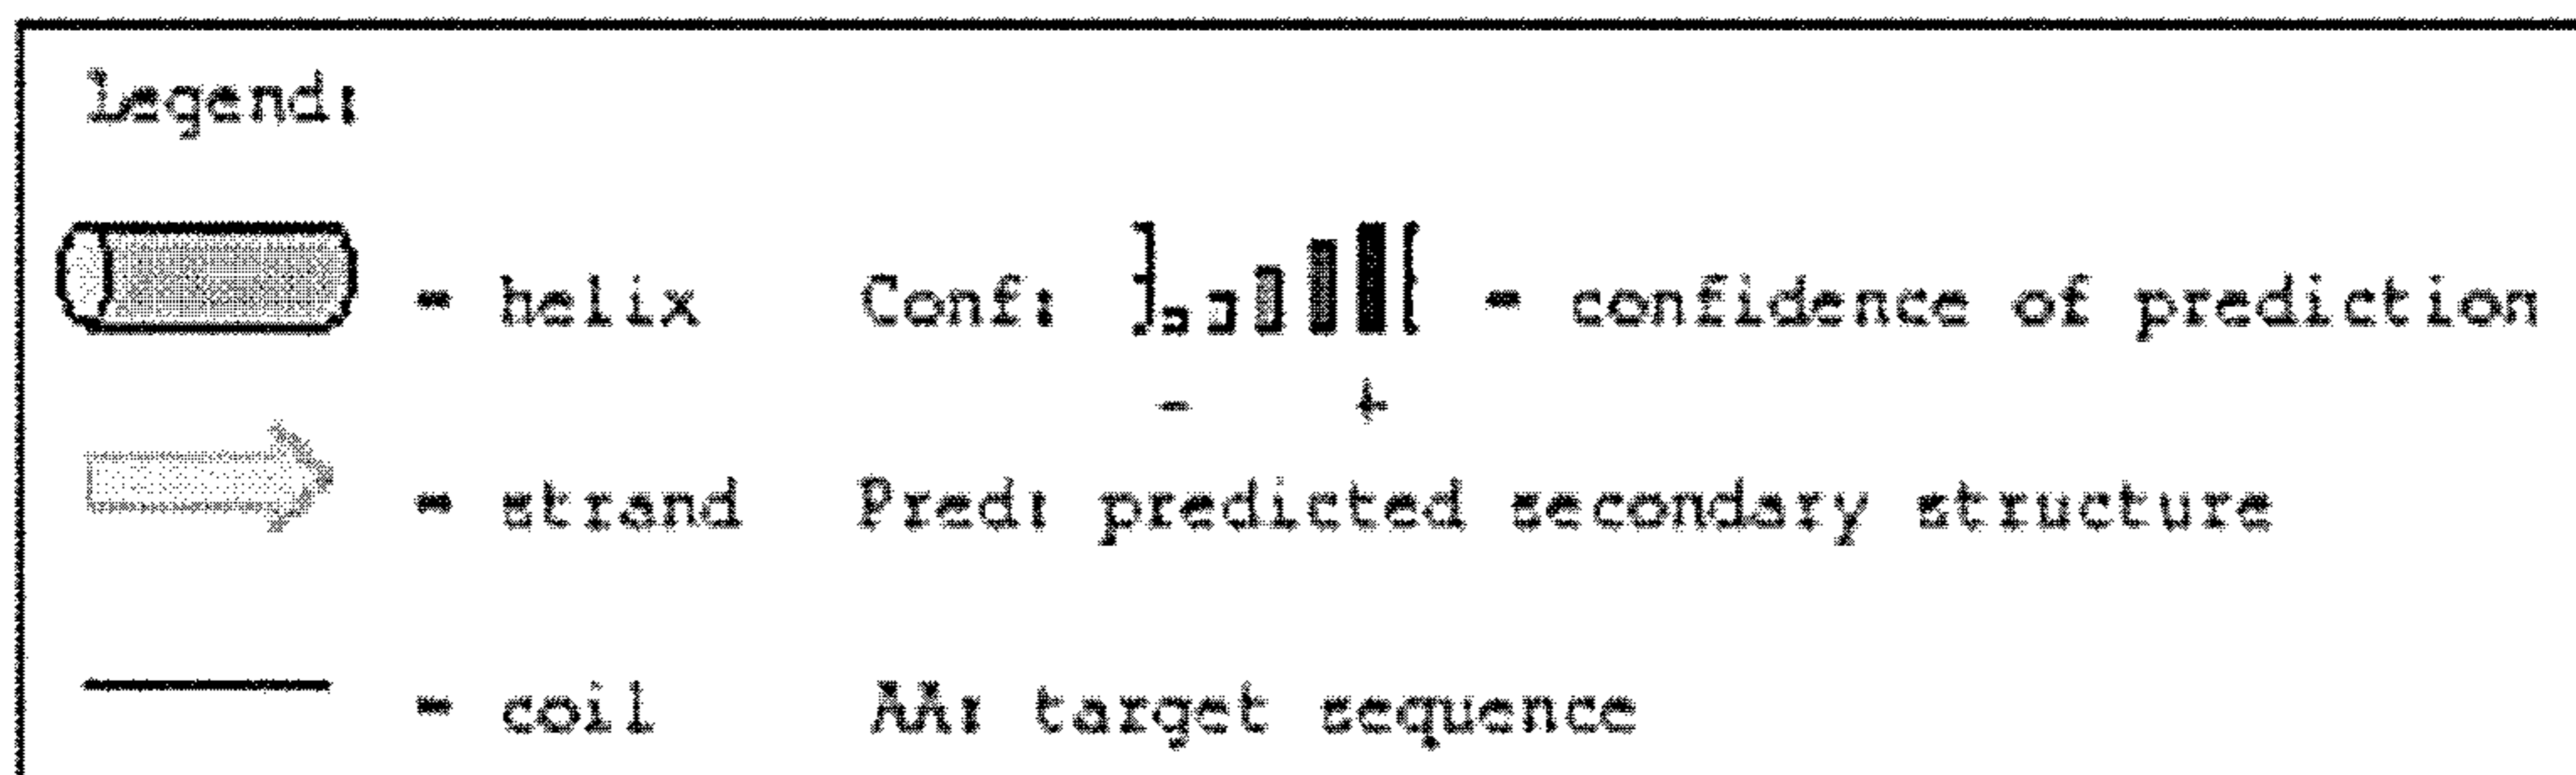 Legend:
- helix Conf: - confidence of prediction
- +
- strand Pred: predicted secondary structure
- coil AA: target sequence